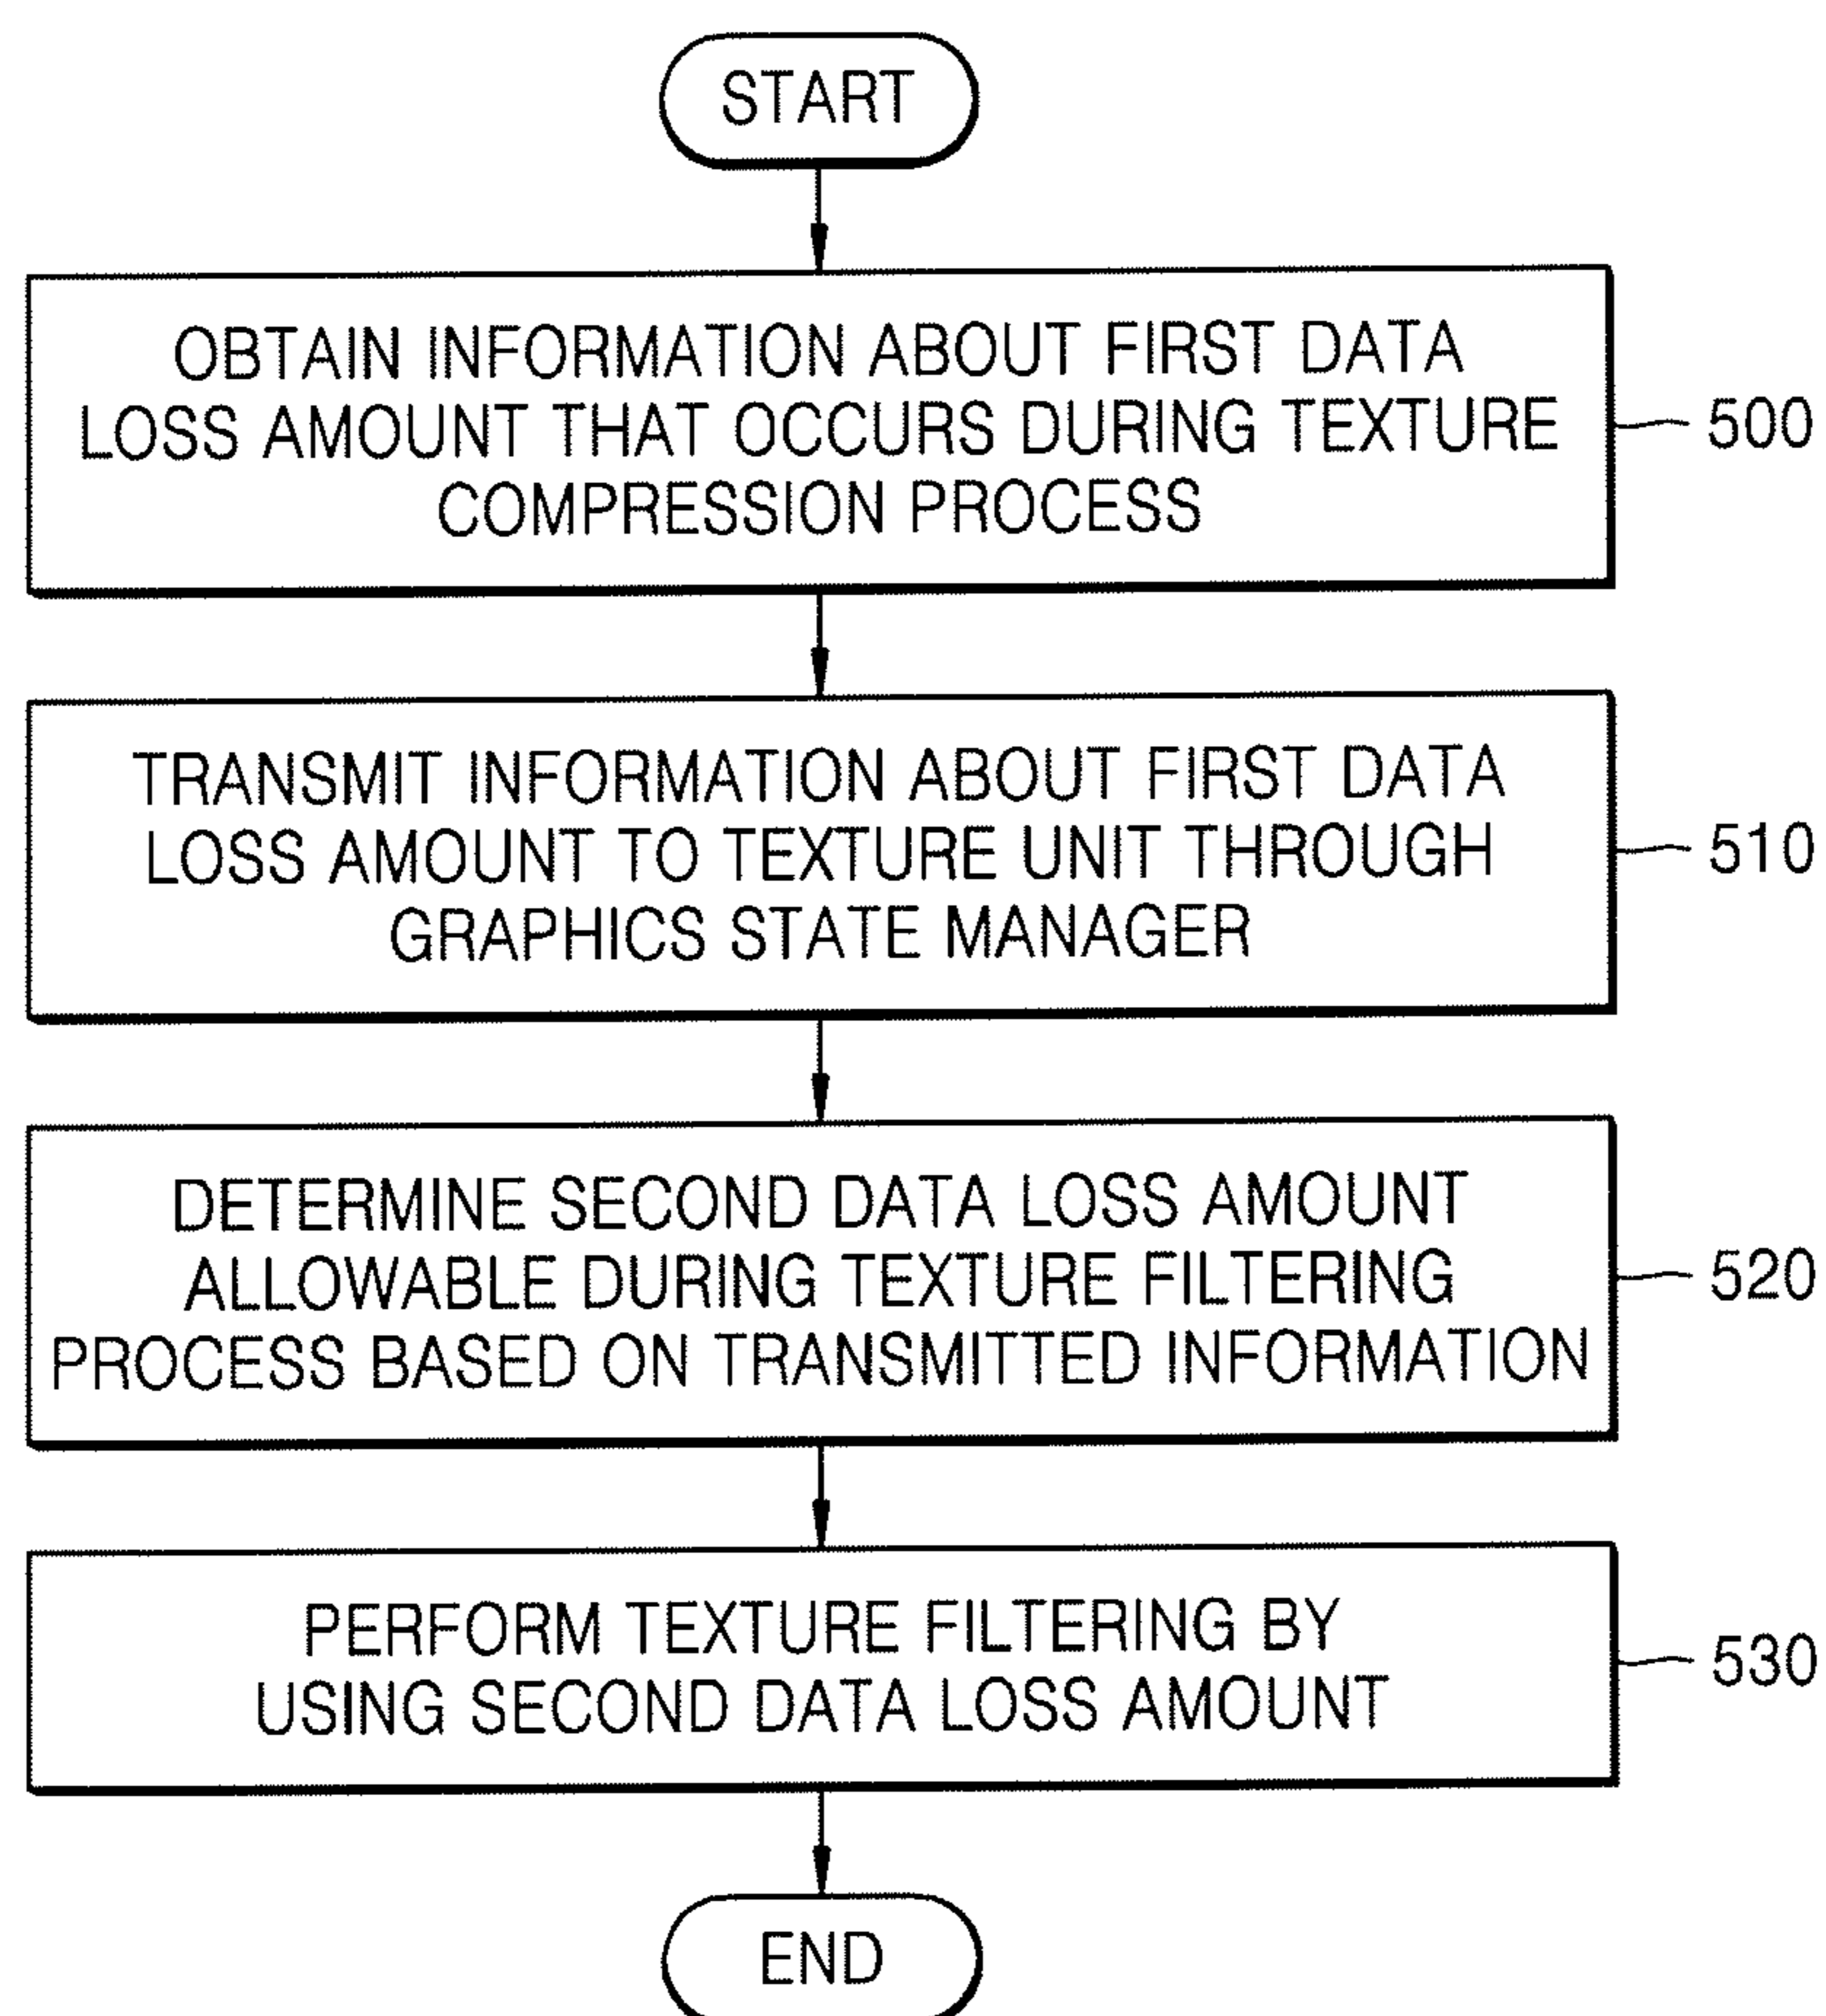 START
OBTAIN INFORMATION ABOUT FIRST DATA
LOSS AMOUNT THAT OCCURS DURING TEXTURE
COMPRESSION PROCESS
500
TRANSMIT INFORMATION ABOUT FIRST DATA
LOSS AMOUNT TO TEXTURE UNIT THROUGH
GRAPHICS STATE MANAGER
510
DETERMINE SECOND DATA LOSS AMOUNT
ALLOWABLE DURING TEXTURE FILTERING
PROCESS BASED ON TRANSMITTED INFORMATION
520
PERFORM TEXTURE FILTERING BY
USING SECOND DATA LOSS AMOUNT
530
END